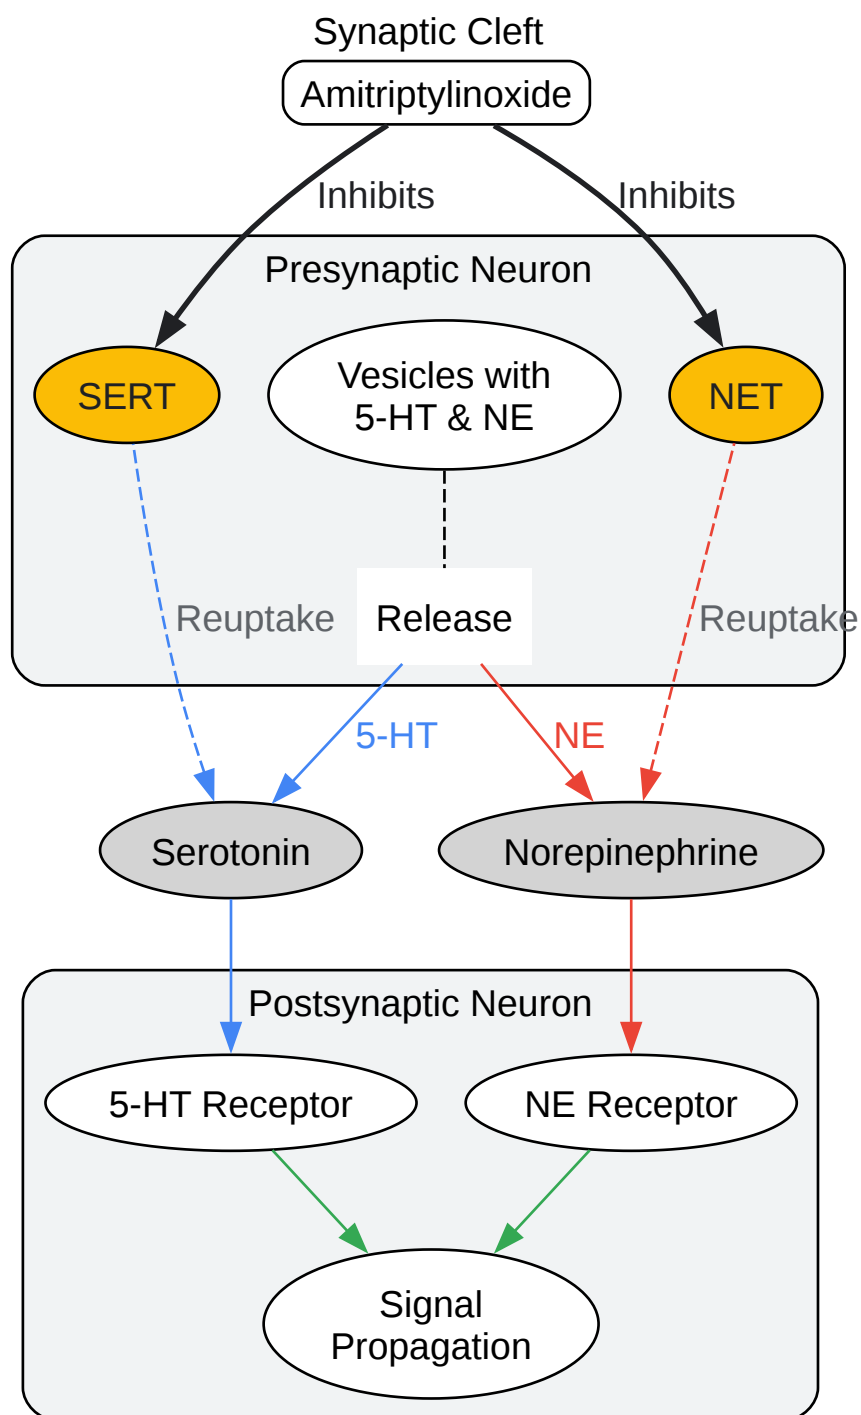 Synaptic Cleft
Amitriptylinoxide
Inhibits
Inhibits
Presynaptic Neuron
SERT
Vesicles with
5-HT & NE
NET
Reuptake
Release
Reuptake
5-HT
NE
Serotonin
Norepinephrine
Postsynaptic Neuron
5-HT Receptor
NE Receptor
Signal
Propagation